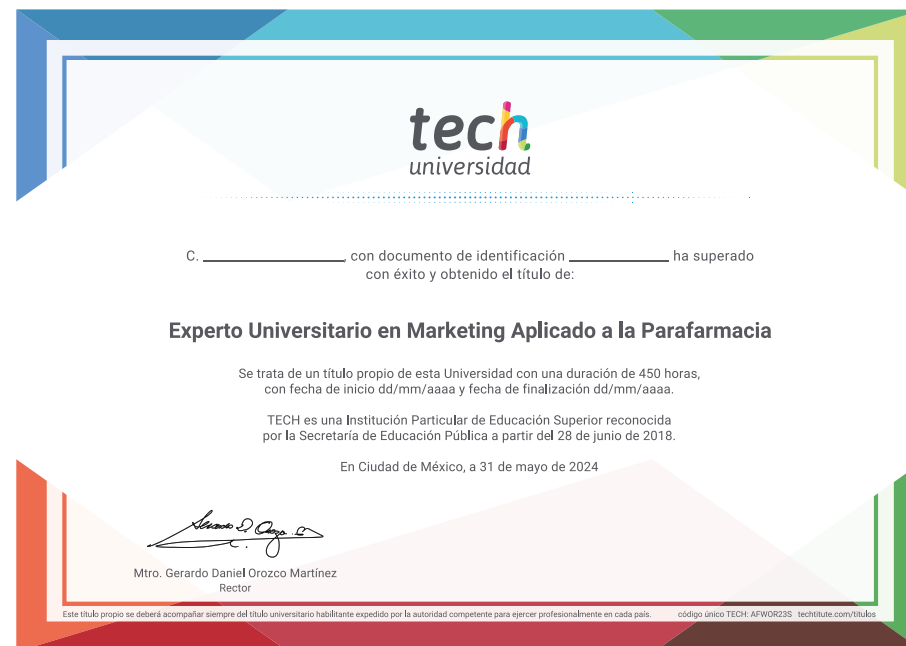 tech
universidad
C. ____________, con documento de identificación __________ ha superado
con éxito y obtenido el título de:
Experto Universitario en Marketing Aplicado a la Parafarmacia
Se trata de un título propio de esta Universidad con una duración de 450 horas,
con fecha de inicio dd/mm/aaaa y fecha de finalización dd/mm/aaaa.
TECH es una Institución Particular de Educación Superior reconocida
por la Secretaría de Educación Pública a partir del 28 de junio de 2018.
En Ciudad de México, a 31 de mayo de 2024
Mtro. Gerardo Daniel Orozco Martínez
Rector
Este título propio se deberá acompañar siempre del título universitario habilitante expedido por la autoridad competente para ejercer profesionalmente en cada país. código único TECH: AFWOR23S techtitute.com/titulos